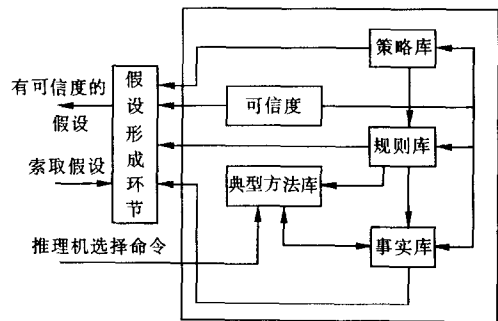 策略库
有可信度的
假设
假设形成环节
可信度
规则库
索取假设
典型方法库
推理机选择命令
事实库